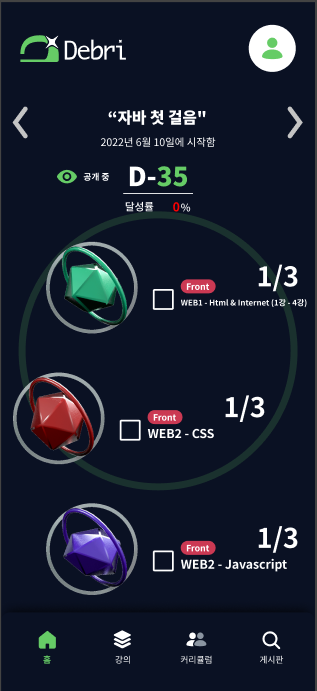 Debri
“자바 첫 걸음"
2022년 6월 10일에 시작함
공개 중
D-35
달성률 0%
1/3
Front
WEB1 - Html & Internet (1강 - 4강)
1/3
Front
WEB2 - CSS
1/3
Front
WEB2 - Javascript
홈 강의 커리큘럼 게시판